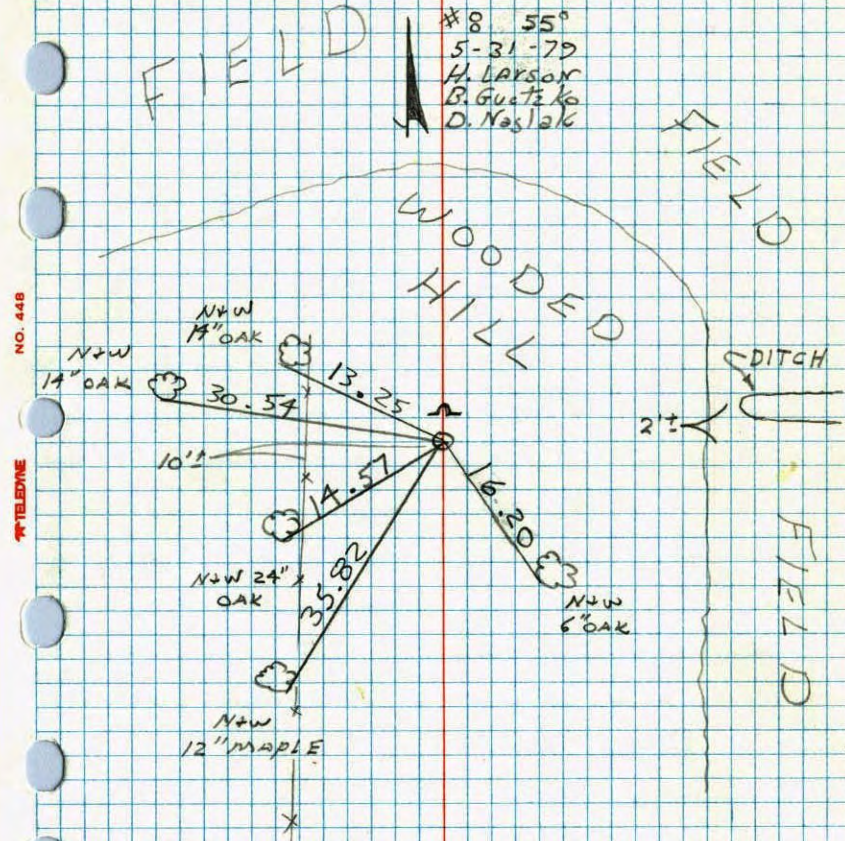 #8 55°
5-31-79
H. Larson
B. Guetzko
D. Naslak
FIELD
FIELD
WOODED
HILL
NO. 448
TELEDYNE
N+W
14" OAK
N+W
14" OAK
13.25
30.54
DITCH
2'±
10'±
14.57
16.20
35.82
N+W 24"
OAK
N+W
6" OAK
FIELD
N+W
12" MAPLE